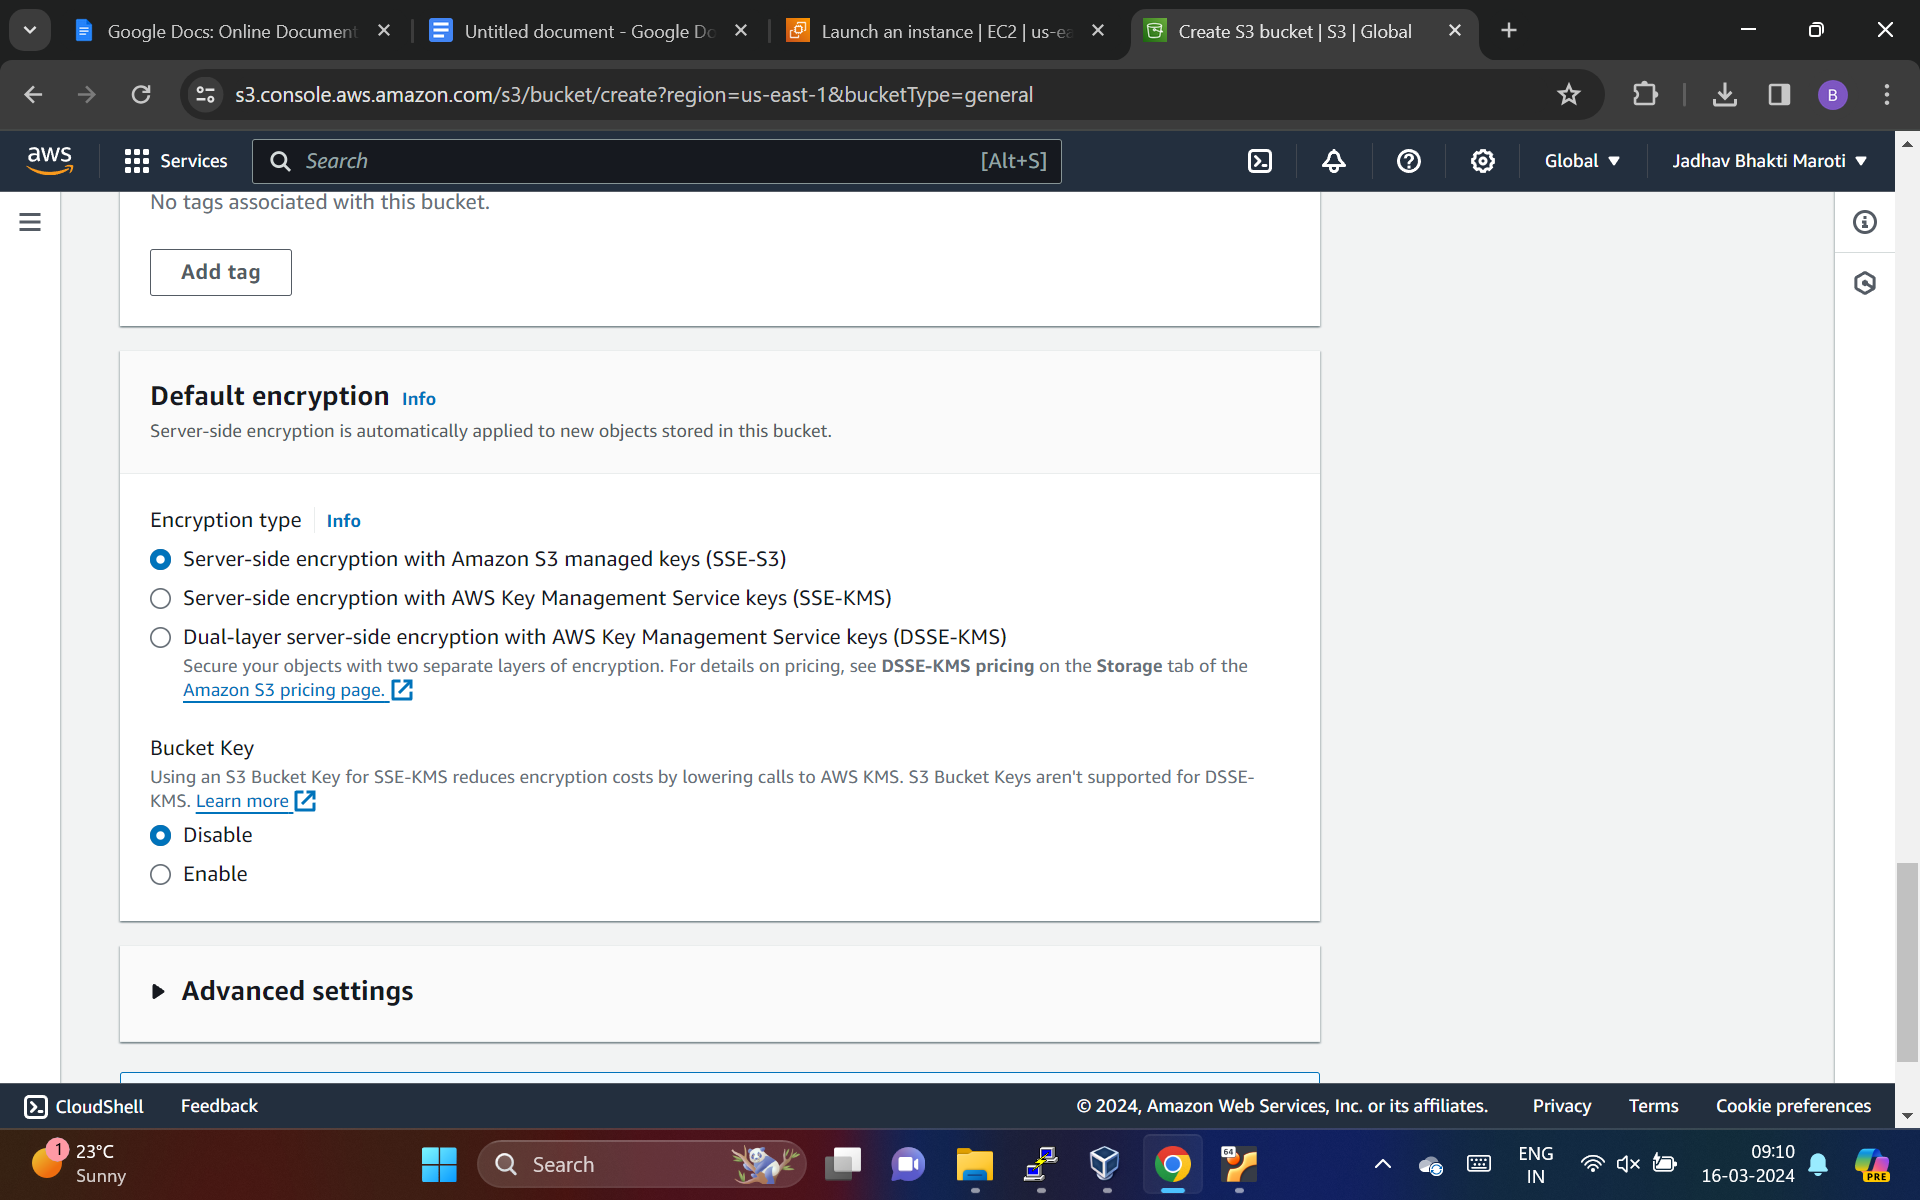 Google Docs: Online Document
Untitled document - Google Do
Launch an instance | EC2 | us-ea
Create S3 bucket | S3 | Global
s3.console.aws.amazon.com/s3/bucket/create?region=us-east-1&bucketType=general
B
aws
Services
Search
[Alt+S]
Global
Jadhav Bhakti Maroti
No tags associated with this bucket.
Add tag
Default encryption Info
Server-side encryption is automatically applied to new objects stored in this bucket.
Encryption type Info
Server-side encryption with Amazon S3 managed keys (SSE-S3)
Server-side encryption with AWS Key Management Service keys (SSE-KMS)
Dual-layer server-side encryption with AWS Key Management Service keys (DSSE-KMS)
Secure your objects with two separate layers of encryption. For details on pricing, see DSSE-KMS pricing on the Storage tab of the
Amazon S3 pricing page.
Bucket Key
Using an S3 Bucket Key for SSE-KMS reduces encryption costs by lowering calls to AWS KMS. S3 Bucket Keys aren't supported for DSSE-
KMS. Learn more
Disable
Enable
Advanced settings
CloudShell
Feedback
© 2024, Amazon Web Services, Inc. or its affiliates.
Privacy
Terms
Cookie preferences
1
23°C
Sunny
Search
64
ENG
IN
09:10
16-03-2024
PRE